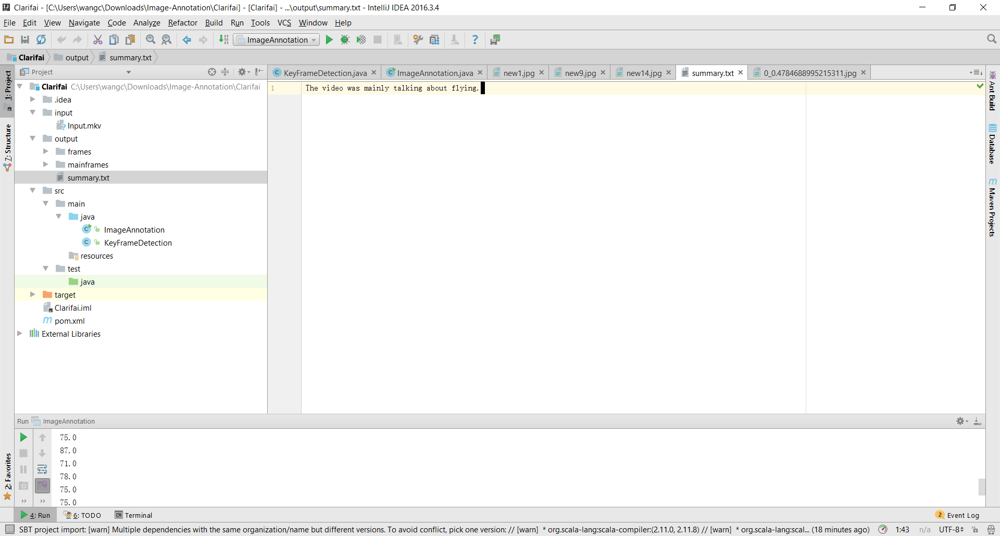 Clarifai - [C:\Users\wangc\Downloads\Image-Annotation\Clarifai] - [Clarifai] - ...\output\summary.txt - IntelliJ IDEA 2016.3.4
File Edit View Navigate Code Analyze Refactor Build Run Tools VCS Window Help
ImageAnnotation
Clarifai output summary.txt
Project
KeyFrameDetection.java ImageAnnotation.java new1.jpg new9.jpg new14.jpg summary.txt 0_0.4784688995215311.jpg
1: Project
7: Structure
2: Favorites
Clarifai C:\Users\wangc\Downloads\Image-Annotation\Clarifai
.idea
input
Input.mkv
output
frames
mainframes
summary.txt
src
main
java
ImageAnnotation
KeyFrameDetection
resources
test
java
target
Clarifai.iml
pom.xml
External Libraries
1 The video was mainly talking about flying.
Ant Build
Database
Maven Projects
Run ImageAnnotation
75.0
87.0
71.0
78.0
75.0
75.0
4: Run 6: TODO Terminal 2 Event Log
SBT project import: [warn] Multiple dependencies with the same organization/name but different versions. To avoid conflict, pick one version: // [warn] * org.scala-lang:scala-compiler:(2.11.0, 2.11.8) // [warn] * org.scala-lang:scal... (18 minutes ago) 1:43 n/a UTF-8